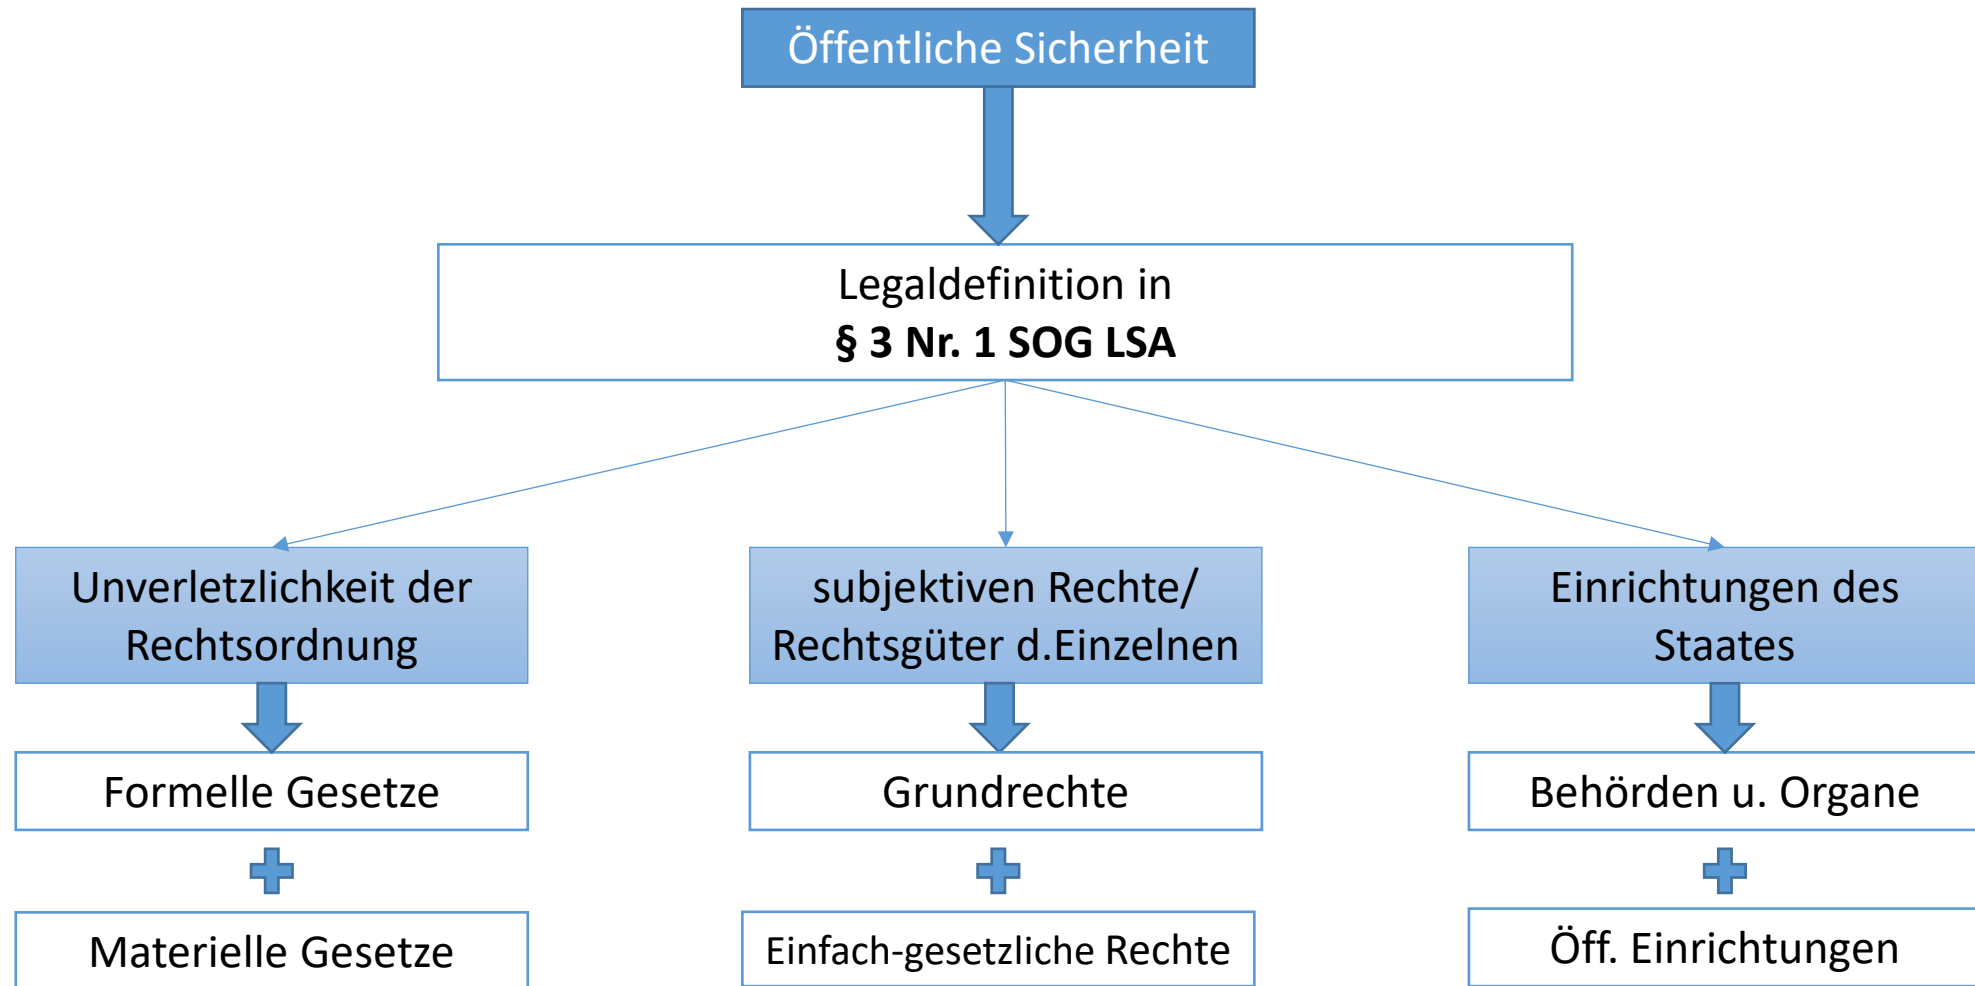 Öffentliche Sicherheit
Legaldefinition in
§ 3 Nr. 1 SOG LSA
Unverletzlichkeit der
Rechtsordnung
subjektiven Rechte/
Rechtsgüter d.Einzelnen
Einrichtungen des
Staates
Formelle Gesetze
Grundrechte
Behörden u. Organe
Materielle Gesetze
Einfach-gesetzliche Rechte
Öff. Einrichtungen